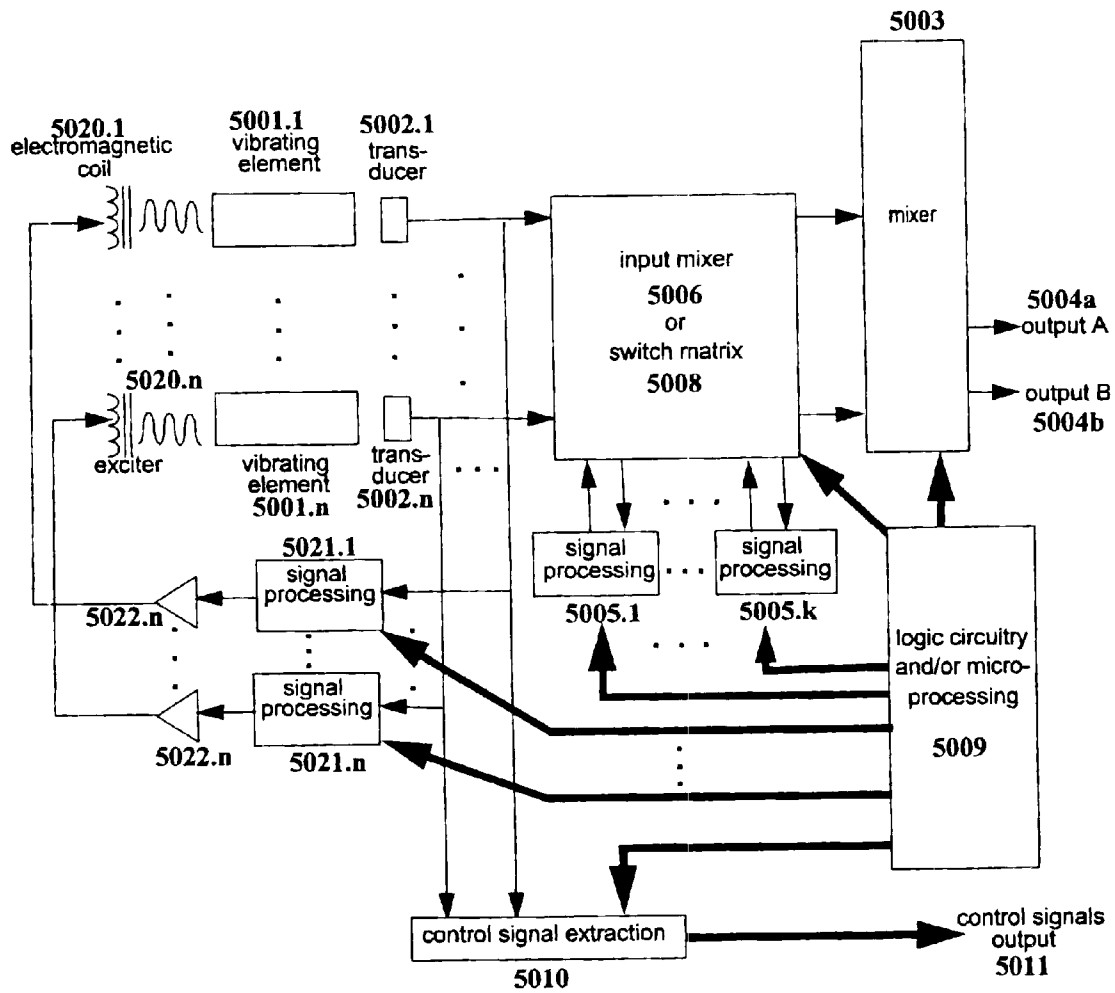 5003
5020.1
electromagnetic
coil
5001.1
vibrating
element
5002.1
trans-
ducer
mixer
input mixer
5006
or
switch matrix
5008
5004a
output A
output B
5004b
5020.n
exciter
vibrating
element
5001.n
trans-
ducer
5002.n
5021.1
signal
processing
5022.n
signal
processing
5022.n
5021.n
signal
processing
5005.1
signal
processing
5005.k
logic circuitry
and/or micro-
processing
5009
control signal extraction
5010
control signals
output
5011